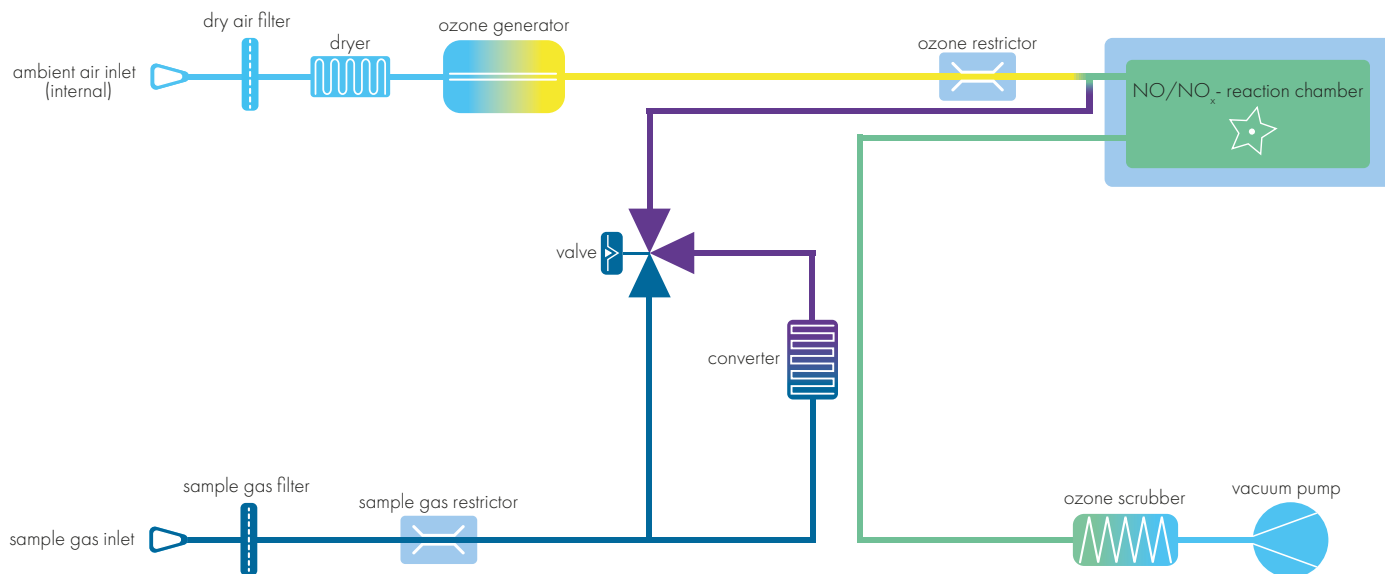 dry air filter
dryer
ozone generator
ozone restrictor
ambient air inlet
(internal)
NO/NOx- reaction chamber
valve
converter
sample gas filter
sample gas restrictor
sample gas inlet
ozone scrubber
vacuum pump